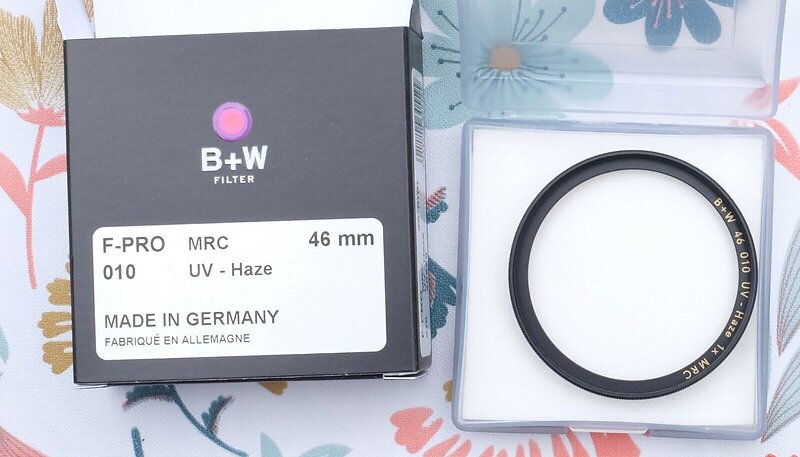 B+W
FILTER
F-PRO MRC 46 mm
010 UV - Haze
MADE IN GERMANY
FABRIQUÉ EN ALLEMAGNE
B+W 46 010 UV - Haze 1x MRC